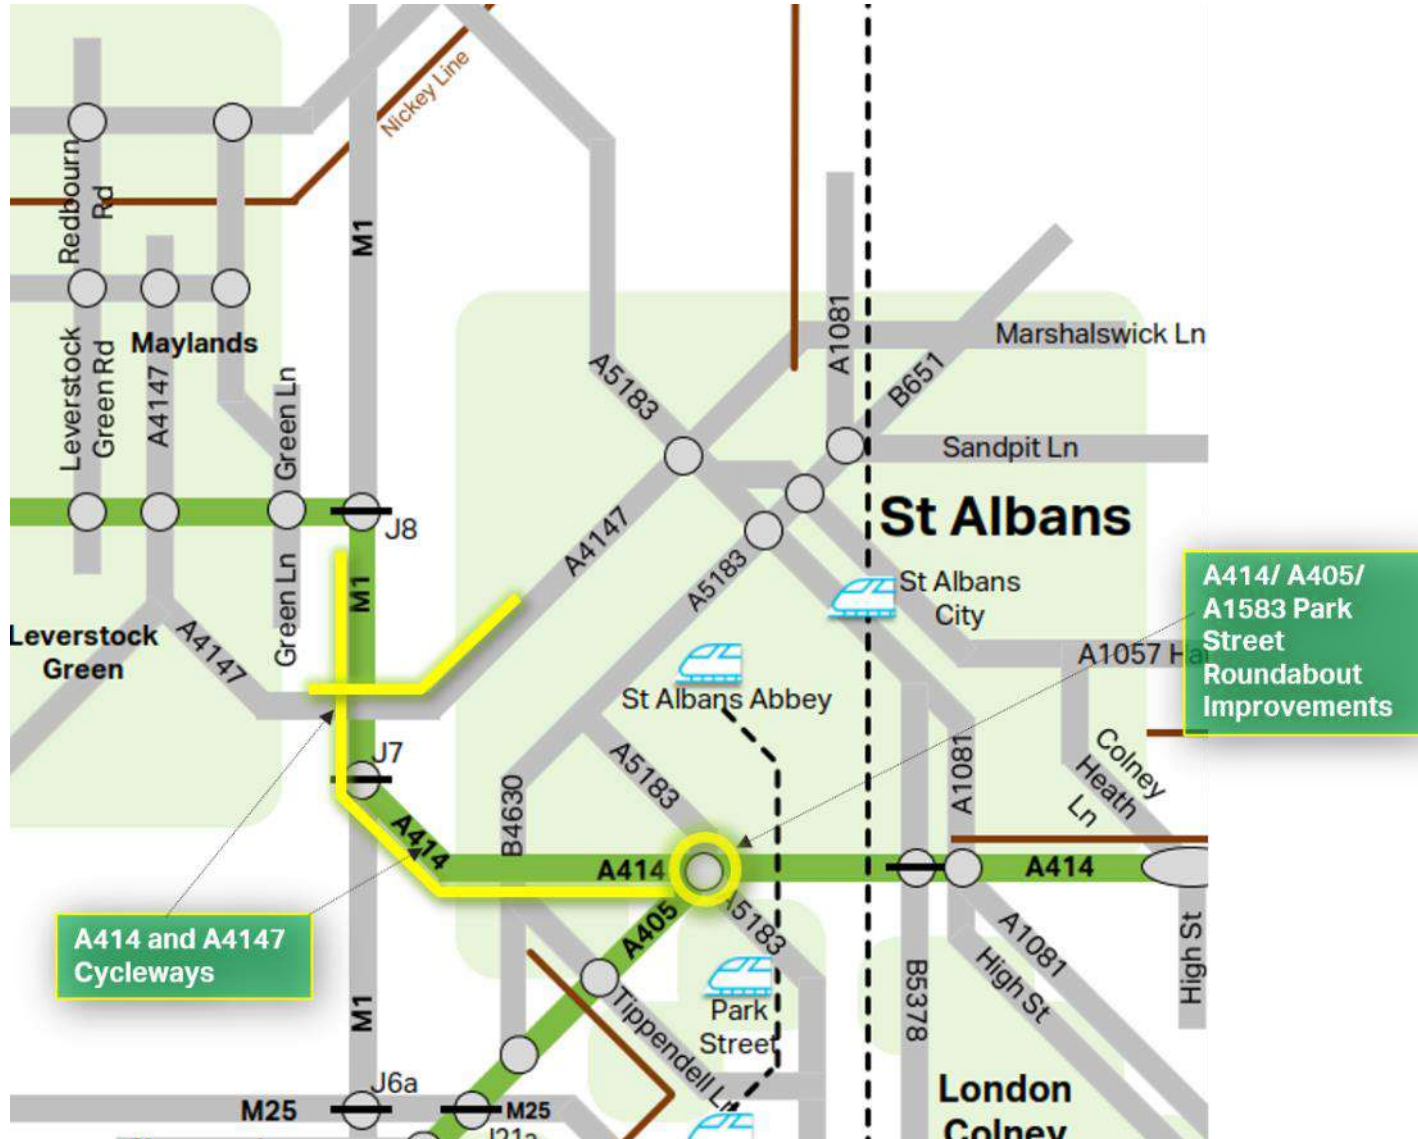 Nickey Line
Redbourn
Rd
M1
Maylands
Leverstock
Green Rd
A4147
Green Ln
J8
A5183
A1081
Marshalswick Ln
B651
Sandpit Ln
St Albans
A4147
A5183
St Albans
City
A414/ A405/
A1583 Park
Street
Roundabout
Improvements
M1
Green Ln
Leverstock
Green
A4147
St Albans Abbey
A1057
J7
A5183
B4630
A1081
Colney
Heath
Ln
A414
A414
A414
A414 and A4147
Cycleways
A405
A5183
A1081
High St
High St
B5378
M1
Park
Street
Tippendell Ln
J6a
M25
M25
J21a
London
Colney